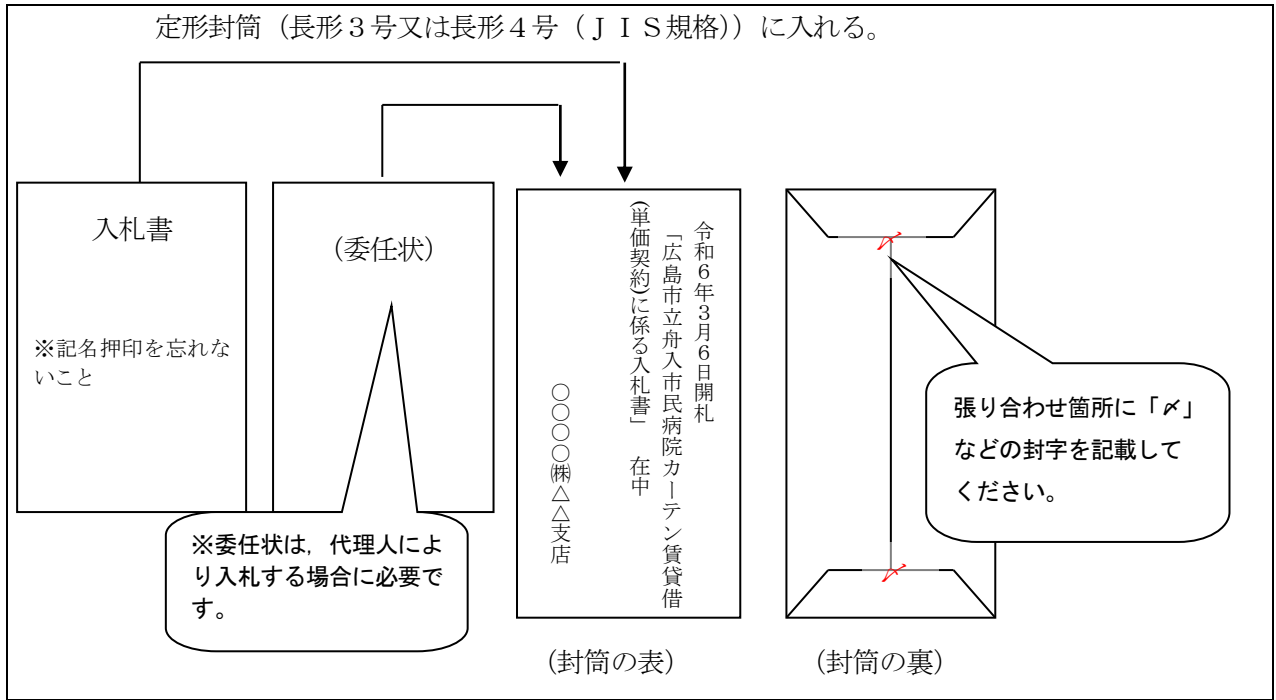 定形封筒（長形３号又は長形４号（ＪＩＳ規格））に入れる。
入札書
※記名押印を忘れな
いこと
（委任状）
※委任状は，代理人によ
り入札する場合に必要で
す。
令和６年３月６日開札
「広島市立舟入市民病院カーテン賃貸借
(単価契約)に係る入札書」　在中
○○○○㈱△△支店
〆
〆
張り合わせ箇所に「〆」
などの封字を記載して
ください。
（封筒の表）
（封筒の裏）